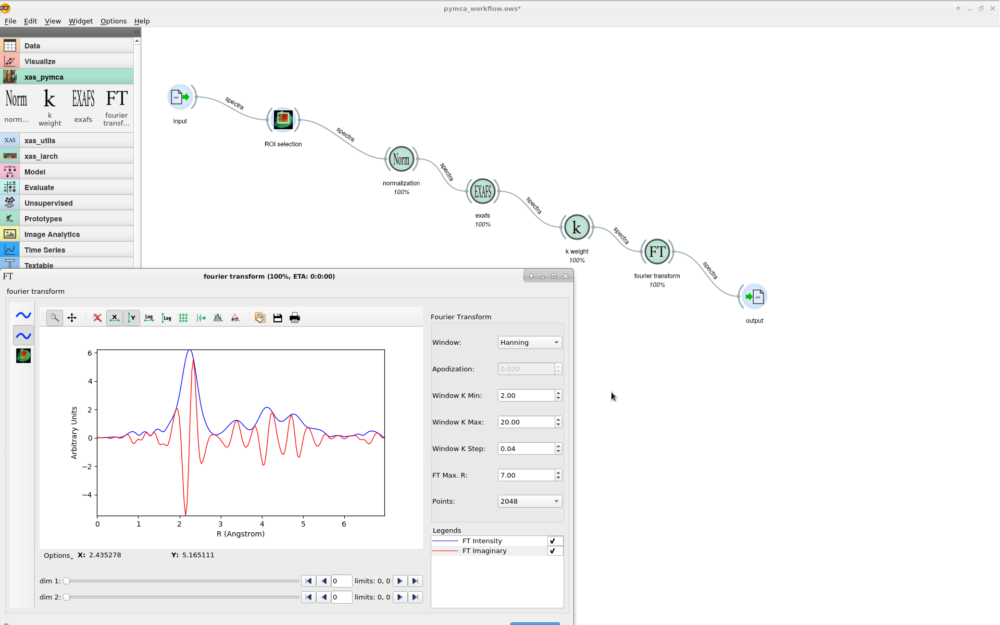 pymca_workflow.ows*
File Edit View Widget Options Help
Data
Visualize
xas_pymca
Norm k EXAFS FT
norm... k weight exafs fourier transf...
XAS xas_utils
xas_larch
Model
Evaluate
Unsupervised
Prototypes
Image Analytics
Time Series
Textable
.dat
input
spectra
ROI selection
spectra
Norm
normalization
100%
spectra
EXAFS
exafs
100%
spectra
k
k weight
100%
spectra
FT
fourier transform
100%
spectra
.dat
output
FT fourier transform (100%, ETA: 0:0:00)
fourier transform
X Y Log Log FIT
6
4
2
0
−2
−4
Arbitrary Units
0 1 2 3 4 5 6
R (Angstrom)
Options X: 2.435278 Y: 5.165111
dim 1: 0 limits: 0, 0
dim 2: 0 limits: 0, 0
Fourier Transform
Window: Hanning
Apodization: 0.020
Window K Min: 2.00
Window K Max: 20.00
Window K Step: 0.04
FT Max. R: 7.00
Points: 2048
Legends
FT Intensity
FT Imaginary